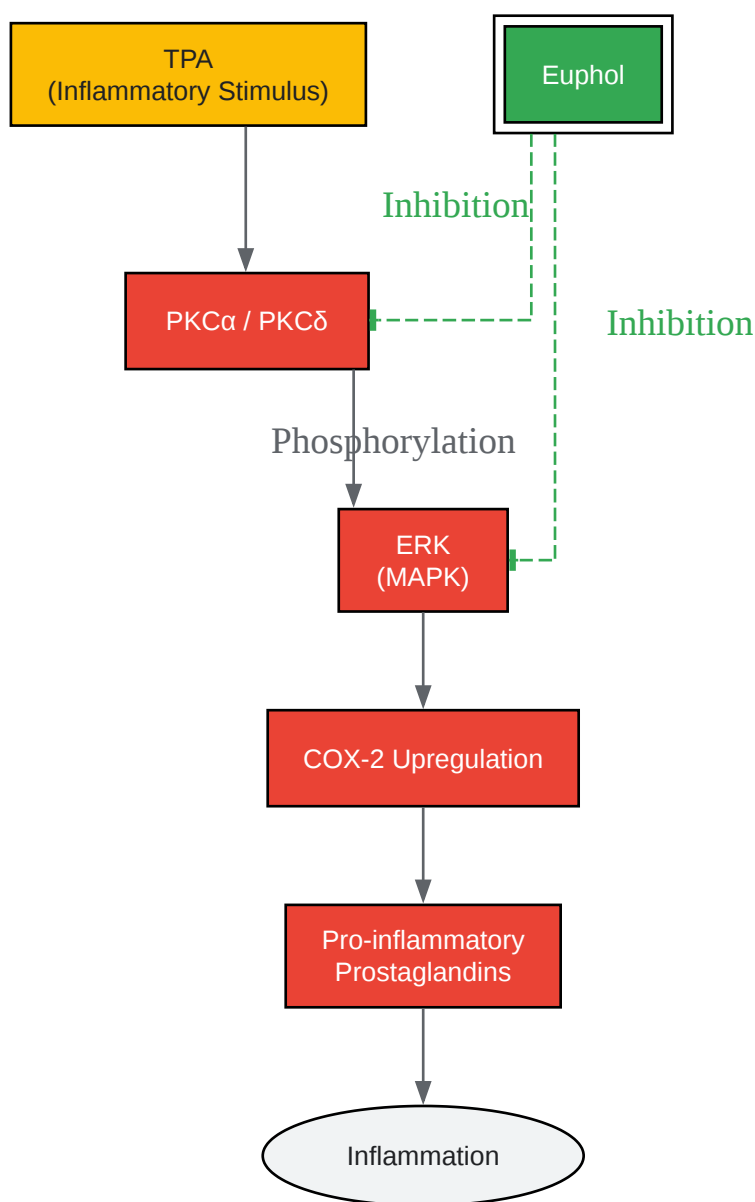 TPA
(Inflammatory Stimulus)
Euphol
Inhibition
PKCα / PKCδ
Inhibition
Phosphorylation
ERK
(MAPK)
COX-2 Upregulation
Pro-inflammatory
Prostaglandins
Inflammation